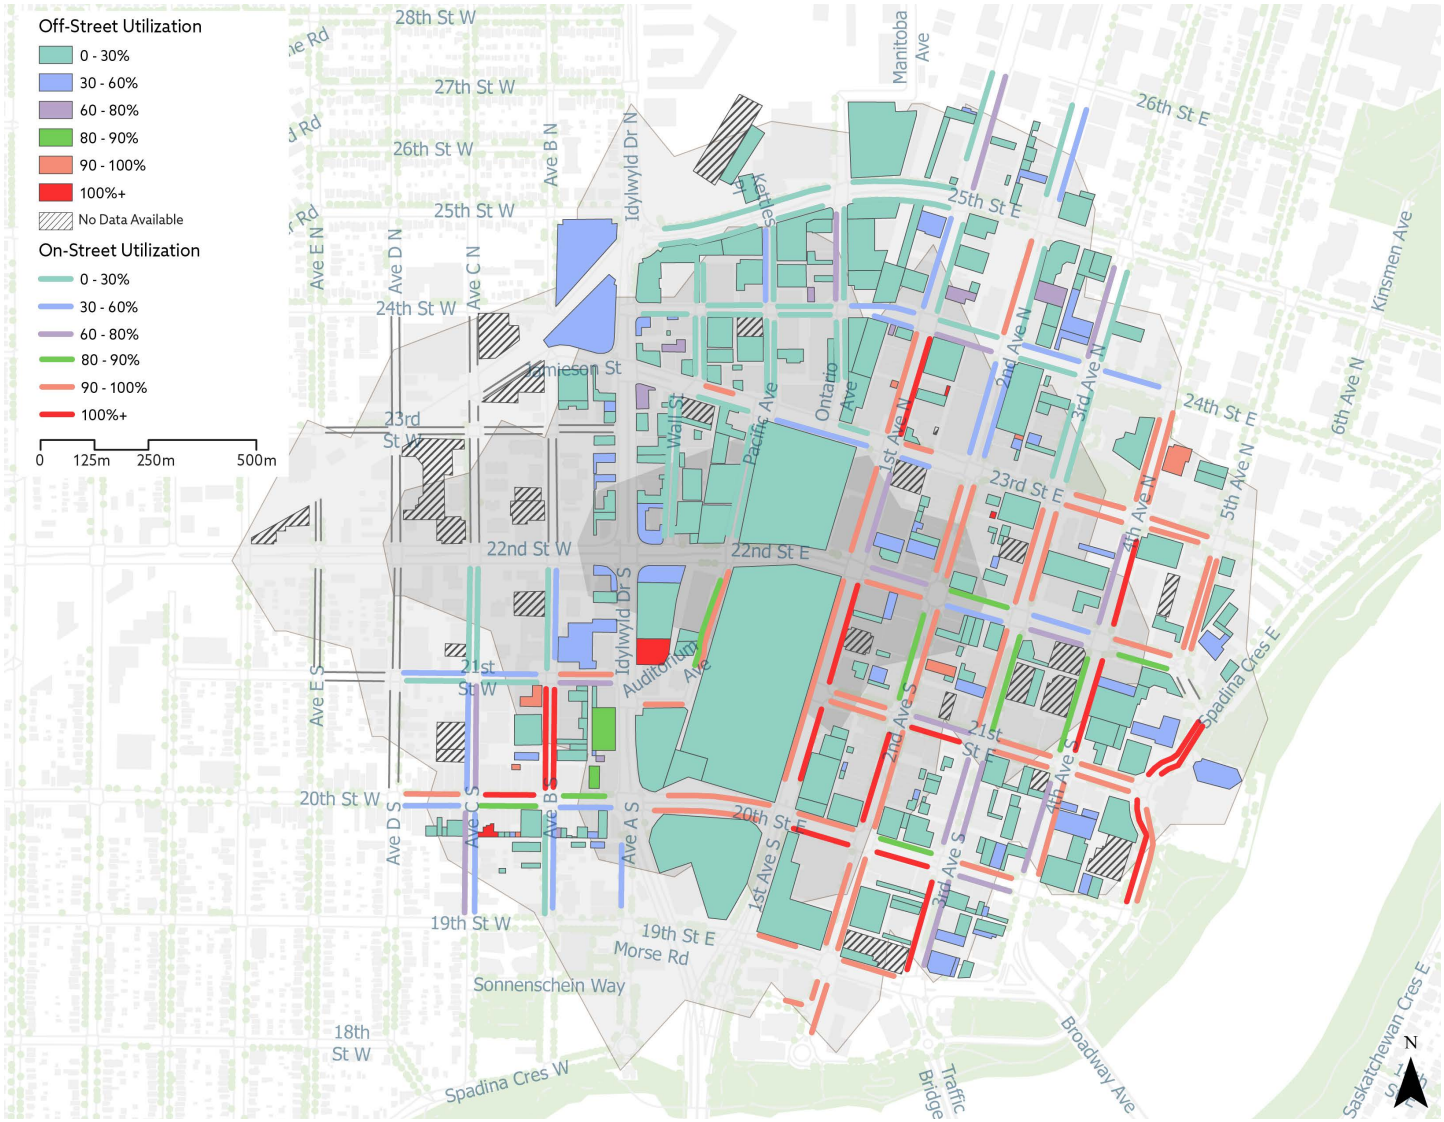 Off-Street Utilization
0 - 30%
30 - 60%
60 - 80%
80 - 90%
90 - 100%
100%+
No Data Available
On-Street Utilization
0 - 30%
30 - 60%
60 - 80%
80 - 90%
90 - 100%
100%+
0 125m 250m 500m
28th St W
27th St W
26th St W
25th St W
24th St W
Jamieson St
23rd
St W
22nd St W
21st
St W
20th St W
19th St W
Sonnenschein Way
18th
St W
Spadina Cres W
Ave E N
Ave D N
Ave C N
Ave B N
Idylwyld Dr N
Ave E S
Ave D S
Ave C S
Ave B S
Ave A S
Idylwyld Dr S
Auditorium
Ave
Wall St
Pacific Ave
Ontario
Ave
Kettles
Pl
Manitoba
Ave
26th St E
25th St E
24th St E
23rd St E
22nd St E
21st
St E
20th St E
19th St E
Morse Rd
1st Ave N
2nd Ave N
3rd Ave N
4th Ave N
5th Ave N
6th Ave N
Kinsmen Ave
1st Ave S
2nd Ave S
3rd Ave S
4th Ave S
Spadina Cres E
Broadway Ave
Traffic
Bridge
Saskatchewan Cres E
N